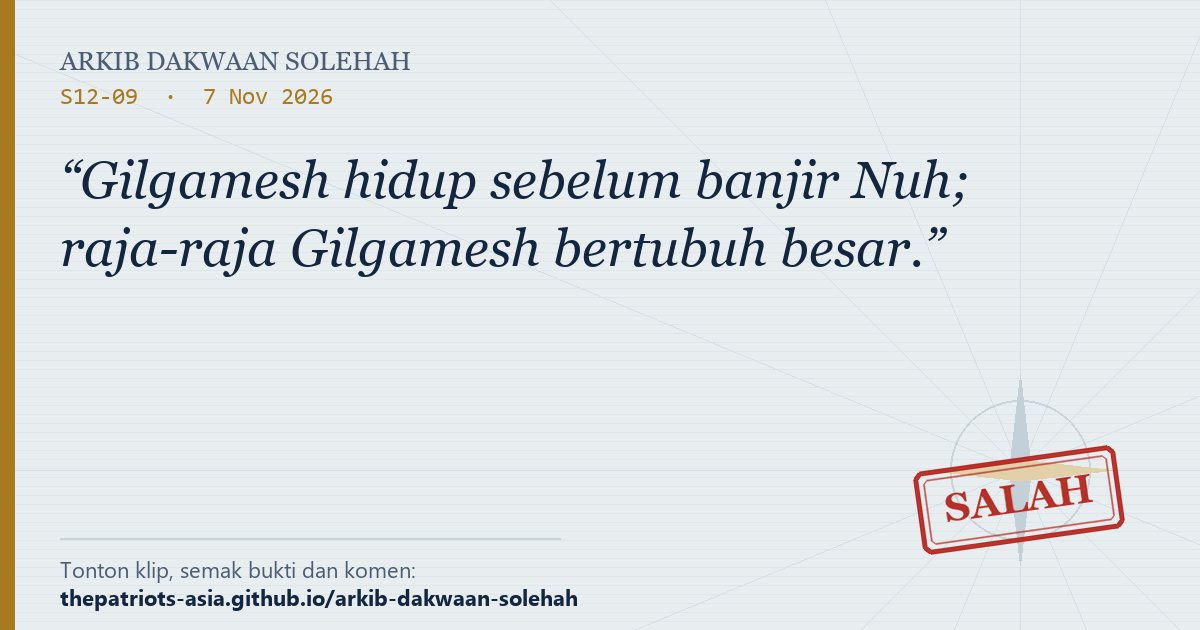 ARKIB DAKWAAN SOLEHAH
S12-09 · 7 Nov 2026
“Gilgamesh hidup sebelum banjir Nuh;
raja-raja Gilgamesh bertubuh besar.”
SALAH
Tonton klip, semak bukti dan komen:
thepatriots-asia.github.io/arkib-dakwaan-solehah